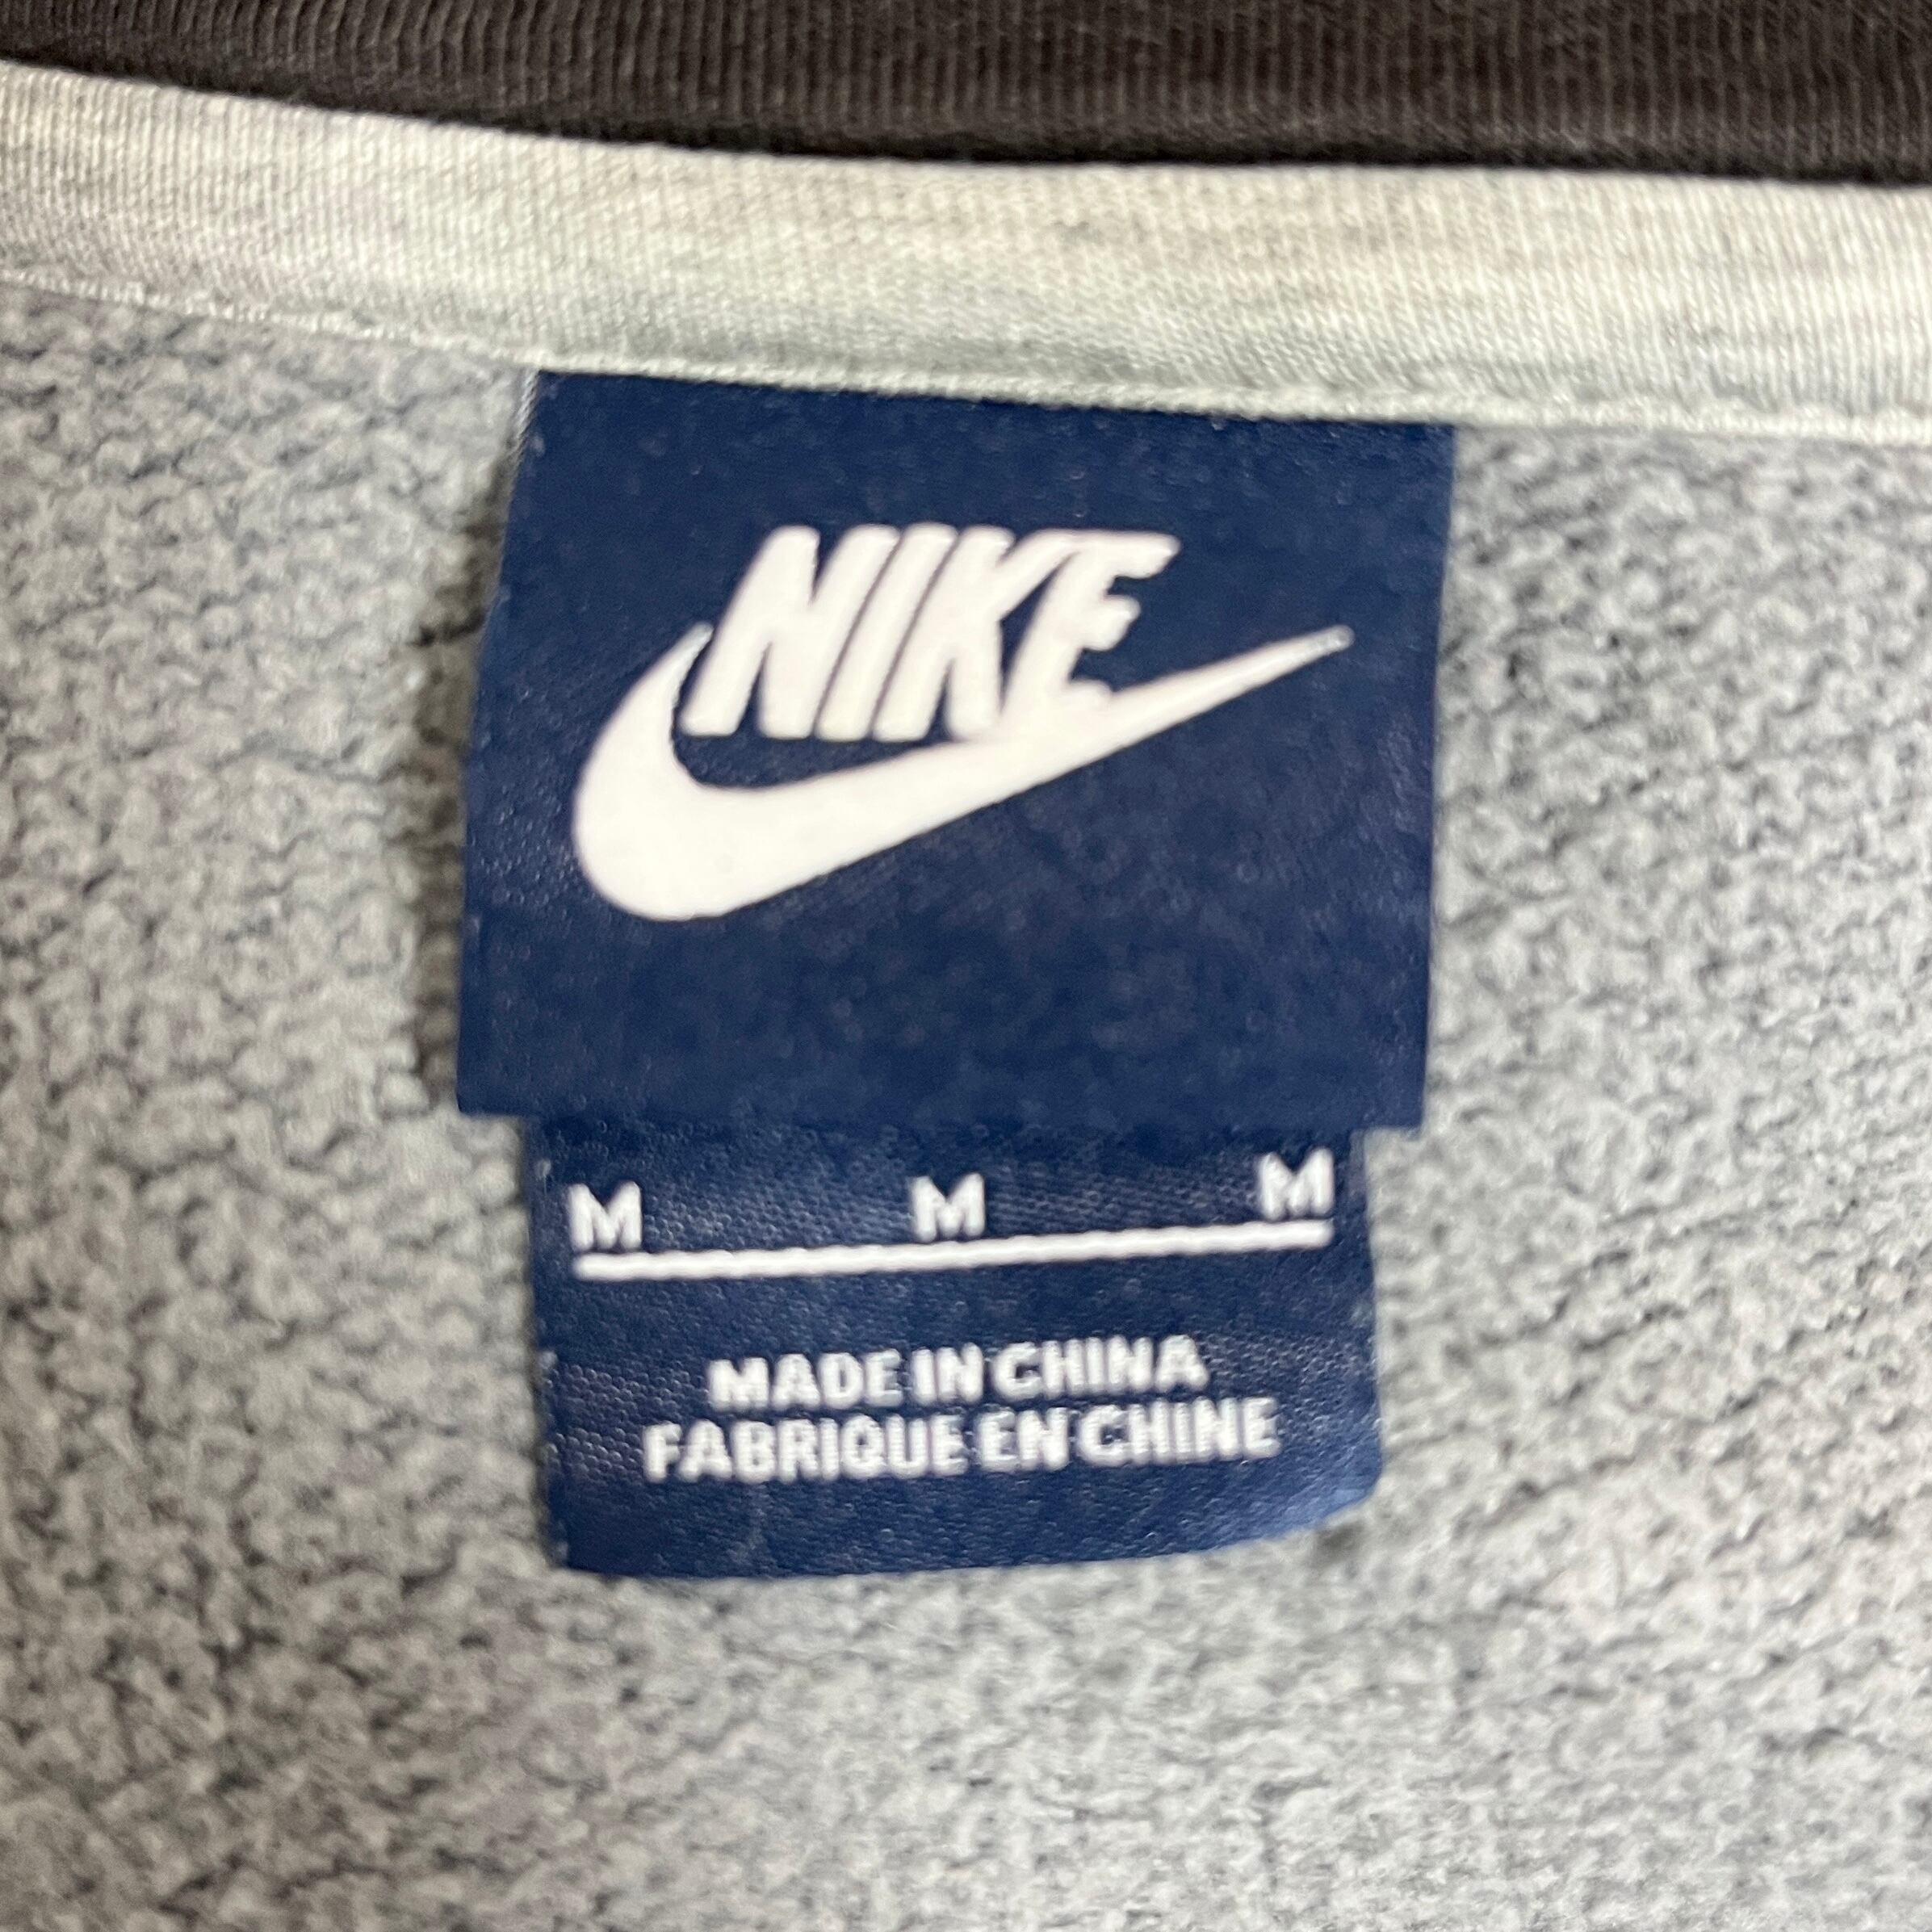 NIKE
M M M
MADE IN CHINA
FABRIQUE EN CHINE